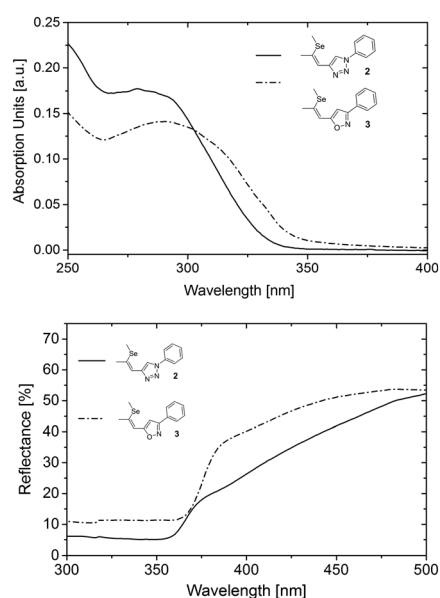 0.25
0.20
0.15
0.10
0.05
0.00
Absorption Units [a.u.]
Se
N
N=N
2
Se
O-N
3
250
300
350
400
Wavelength [nm]
70
60
50
40
30
20
10
0
Reflectance [%]
Se
N
N=N
2
Se
O-N
3
300
350
400
450
500
Wavelength [nm]